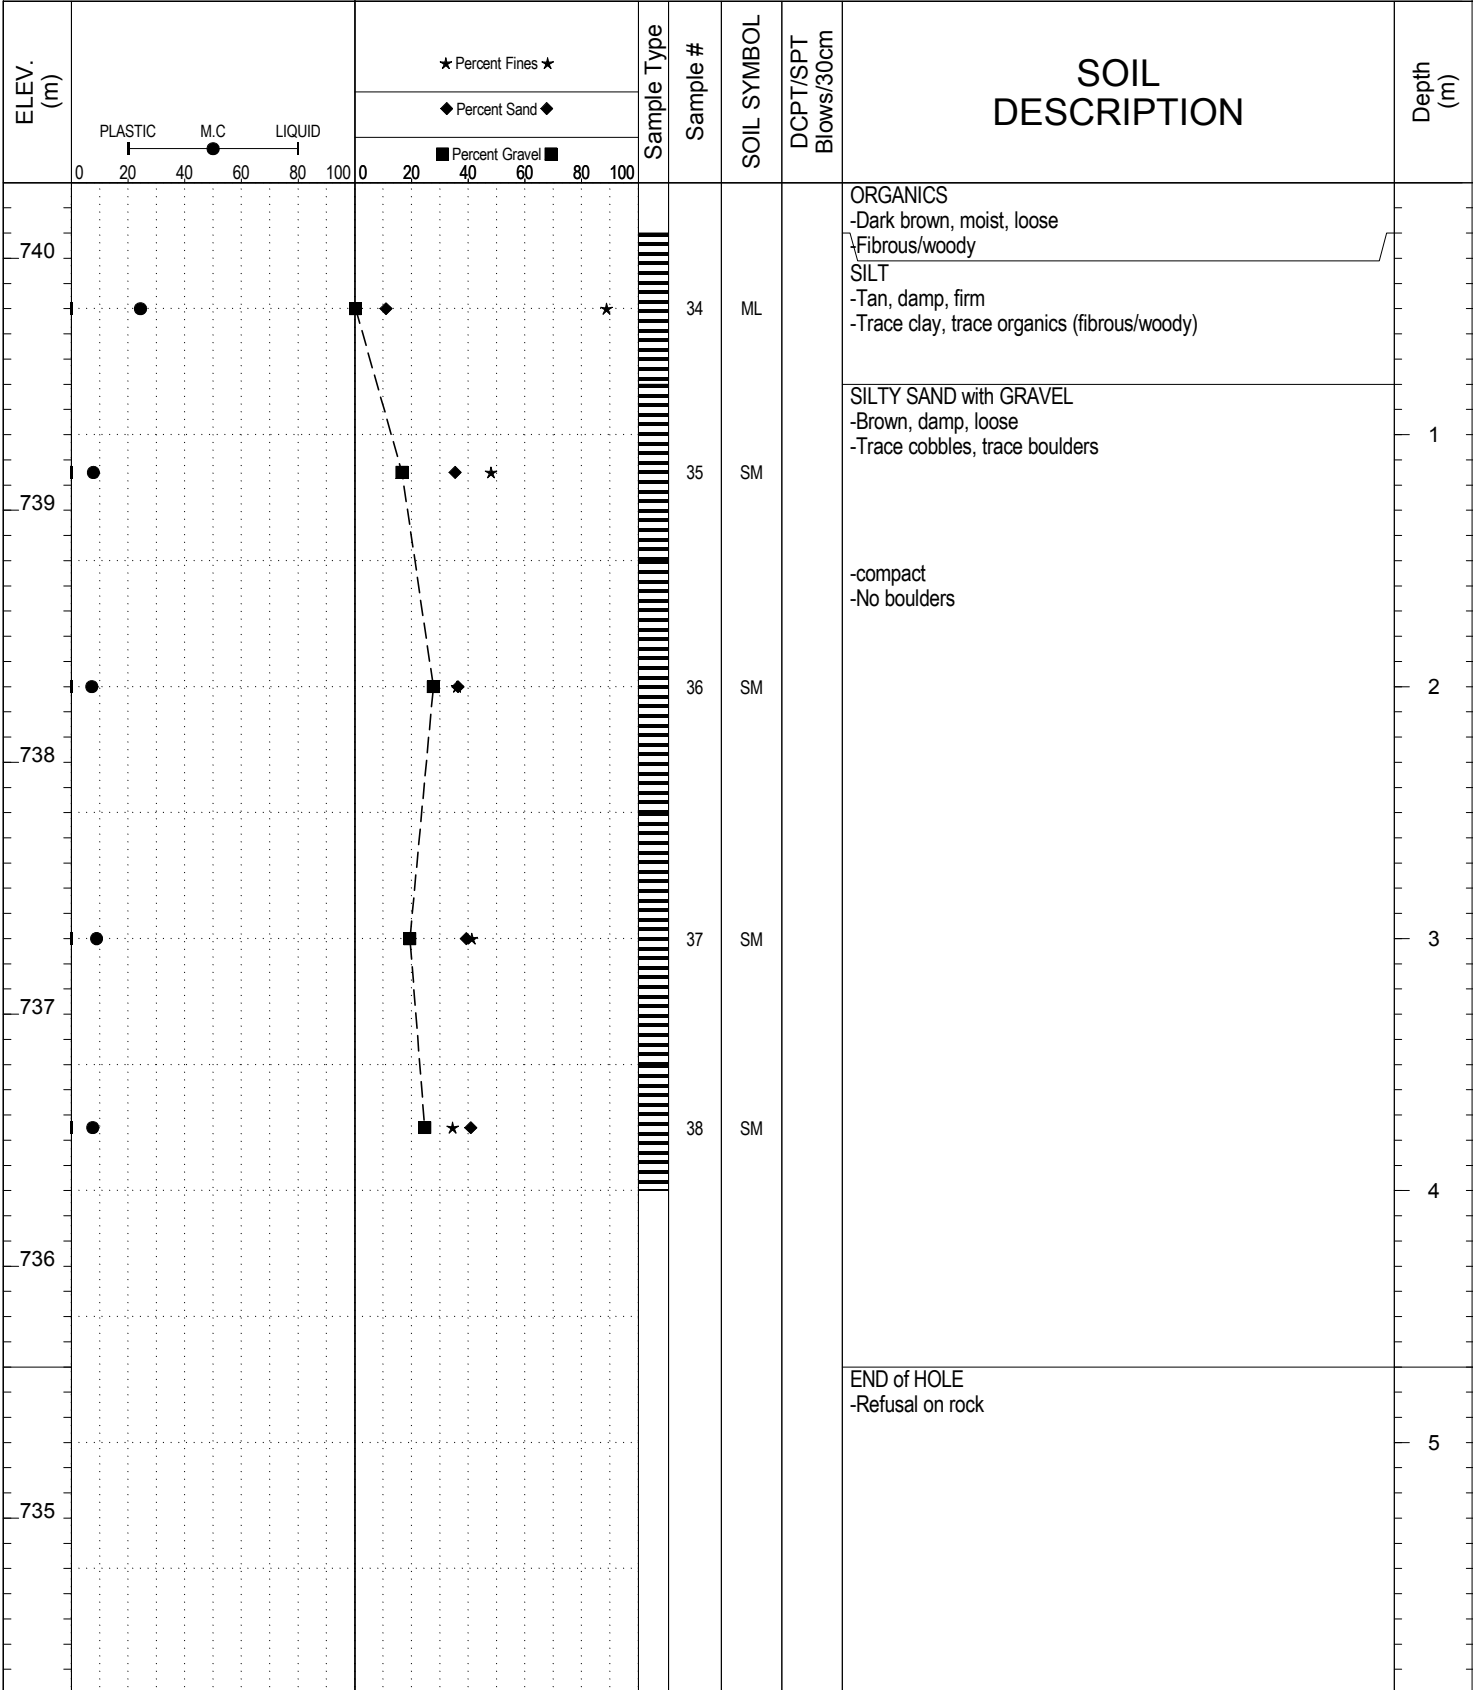 ELEV.
(m)
PLASTIC M.C LIQUID
0 20 40 60 80 100
★ Percent Fines ★
◆ Percent Sand ◆
■ Percent Gravel ■
0 20 40 60 80 100
Sample Type
Sample #
SOIL SYMBOL
DCPT/SPT
Blows/30cm
SOIL
DESCRIPTION
Depth
(m)
ORGANICS
-Dark brown, moist, loose
-Fibrous/woody
740
SILT
-Tan, damp, firm
-Trace clay, trace organics (fibrous/woody)
34 ML
SILTY SAND with GRAVEL
-Brown, damp, loose
-Trace cobbles, trace boulders
1
35 SM
739
-compact
-No boulders
36 SM
2
738
37 SM
3
737
38 SM
4
736
END of HOLE
-Refusal on rock
5
735